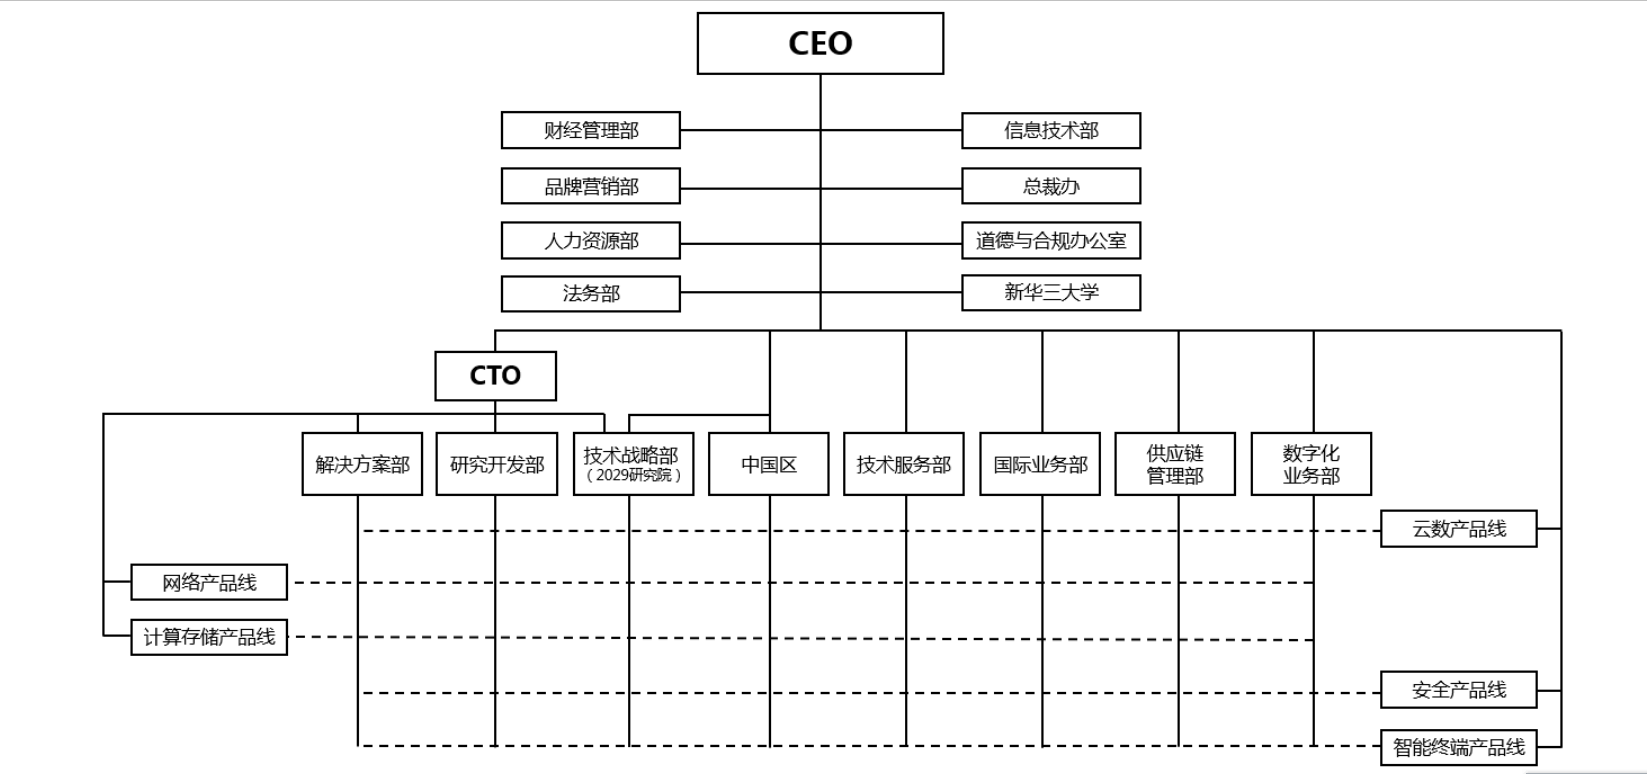 CEO
财经管理部
信息技术部
品牌营销部
总裁办
人力资源部
道德与合规办公室
法务部
新华三大学
CTO
解决方案部
研究开发部
技术战略部
（2029研究院）
中国区
技术服务部
国际业务部
供应链
管理部
数字化
业务部
云数产品线
网络产品线
计算存储产品线
安全产品线
智能终端产品线